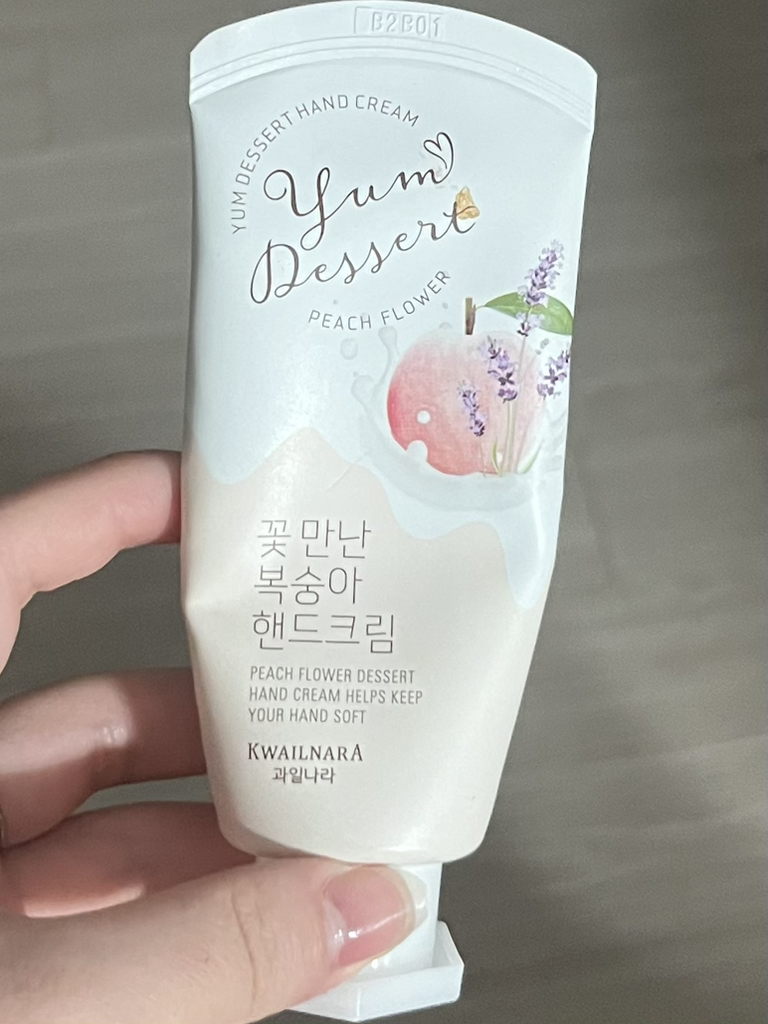 B2B01
YUM DESSERT HAND CREAM
Yum
Dessert
PEACH FLOWER
꽃 만난
복숭아
핸드크림
PEACH FLOWER DESSERT
HAND CREAM HELPS KEEP
YOUR HAND SOFT
KWAILNARA
과일나라